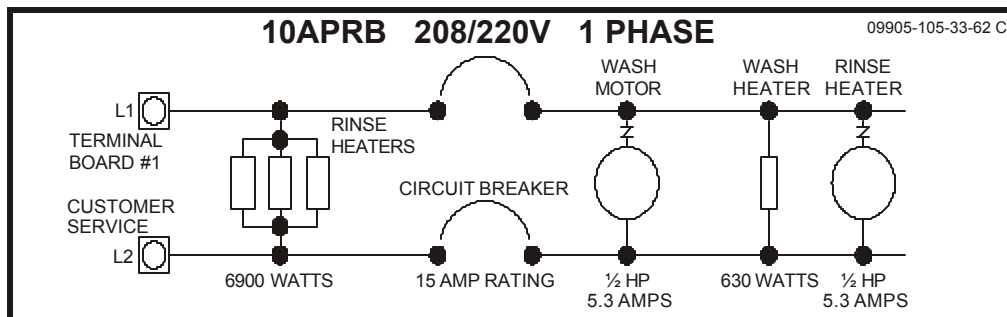 10APRB 208/220V 1 PHASE
09905-105-33-62 C
WASH
MOTOR
WASH
HEATER
RINSE
HEATER
L1
TERMINAL
BOARD #1
RINSE
HEATERS
CIRCUIT BREAKER
CUSTOMER
SERVICE
L2
6900 WATTS
15 AMP RATING
½ HP
5.3 AMPS
630 WATTS
½ HP
5.3 AMPS